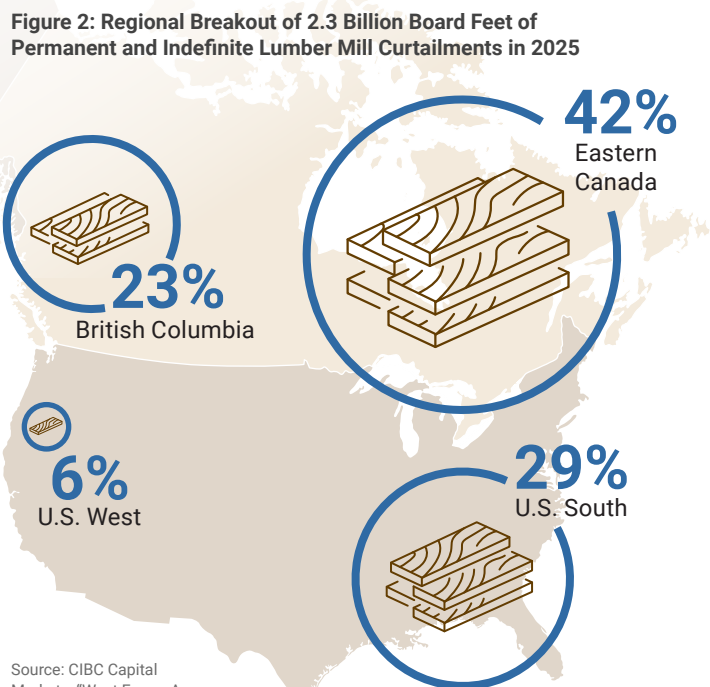 Figure 2: Regional Breakout of 2.3 Billion Board Feet of
Permanent and Indefinite Lumber Mill Curtailments in 2025
42%
Eastern
Canada
23%
British Columbia
29%
U.S. South
6%
U.S. West
Source: CIBC Capital